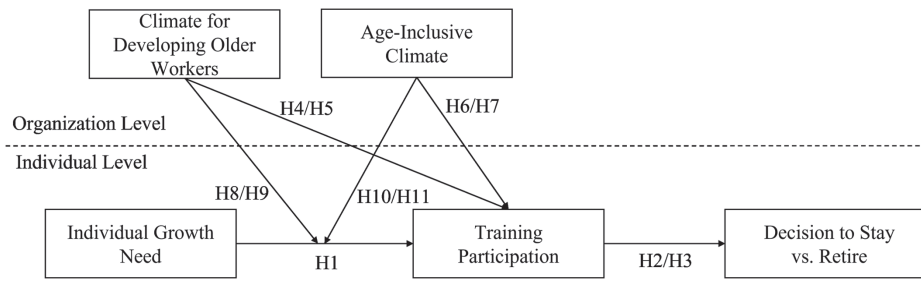 Climate for
Developing Older
Workers
Age-Inclusive
Climate
H4/H5
H6/H7
Organization Level
Individual Level
H8/H9
H10/H11
Individual Growth
Need
H1
Training
Participation
H2/H3
Decision to Stay
vs. Retire